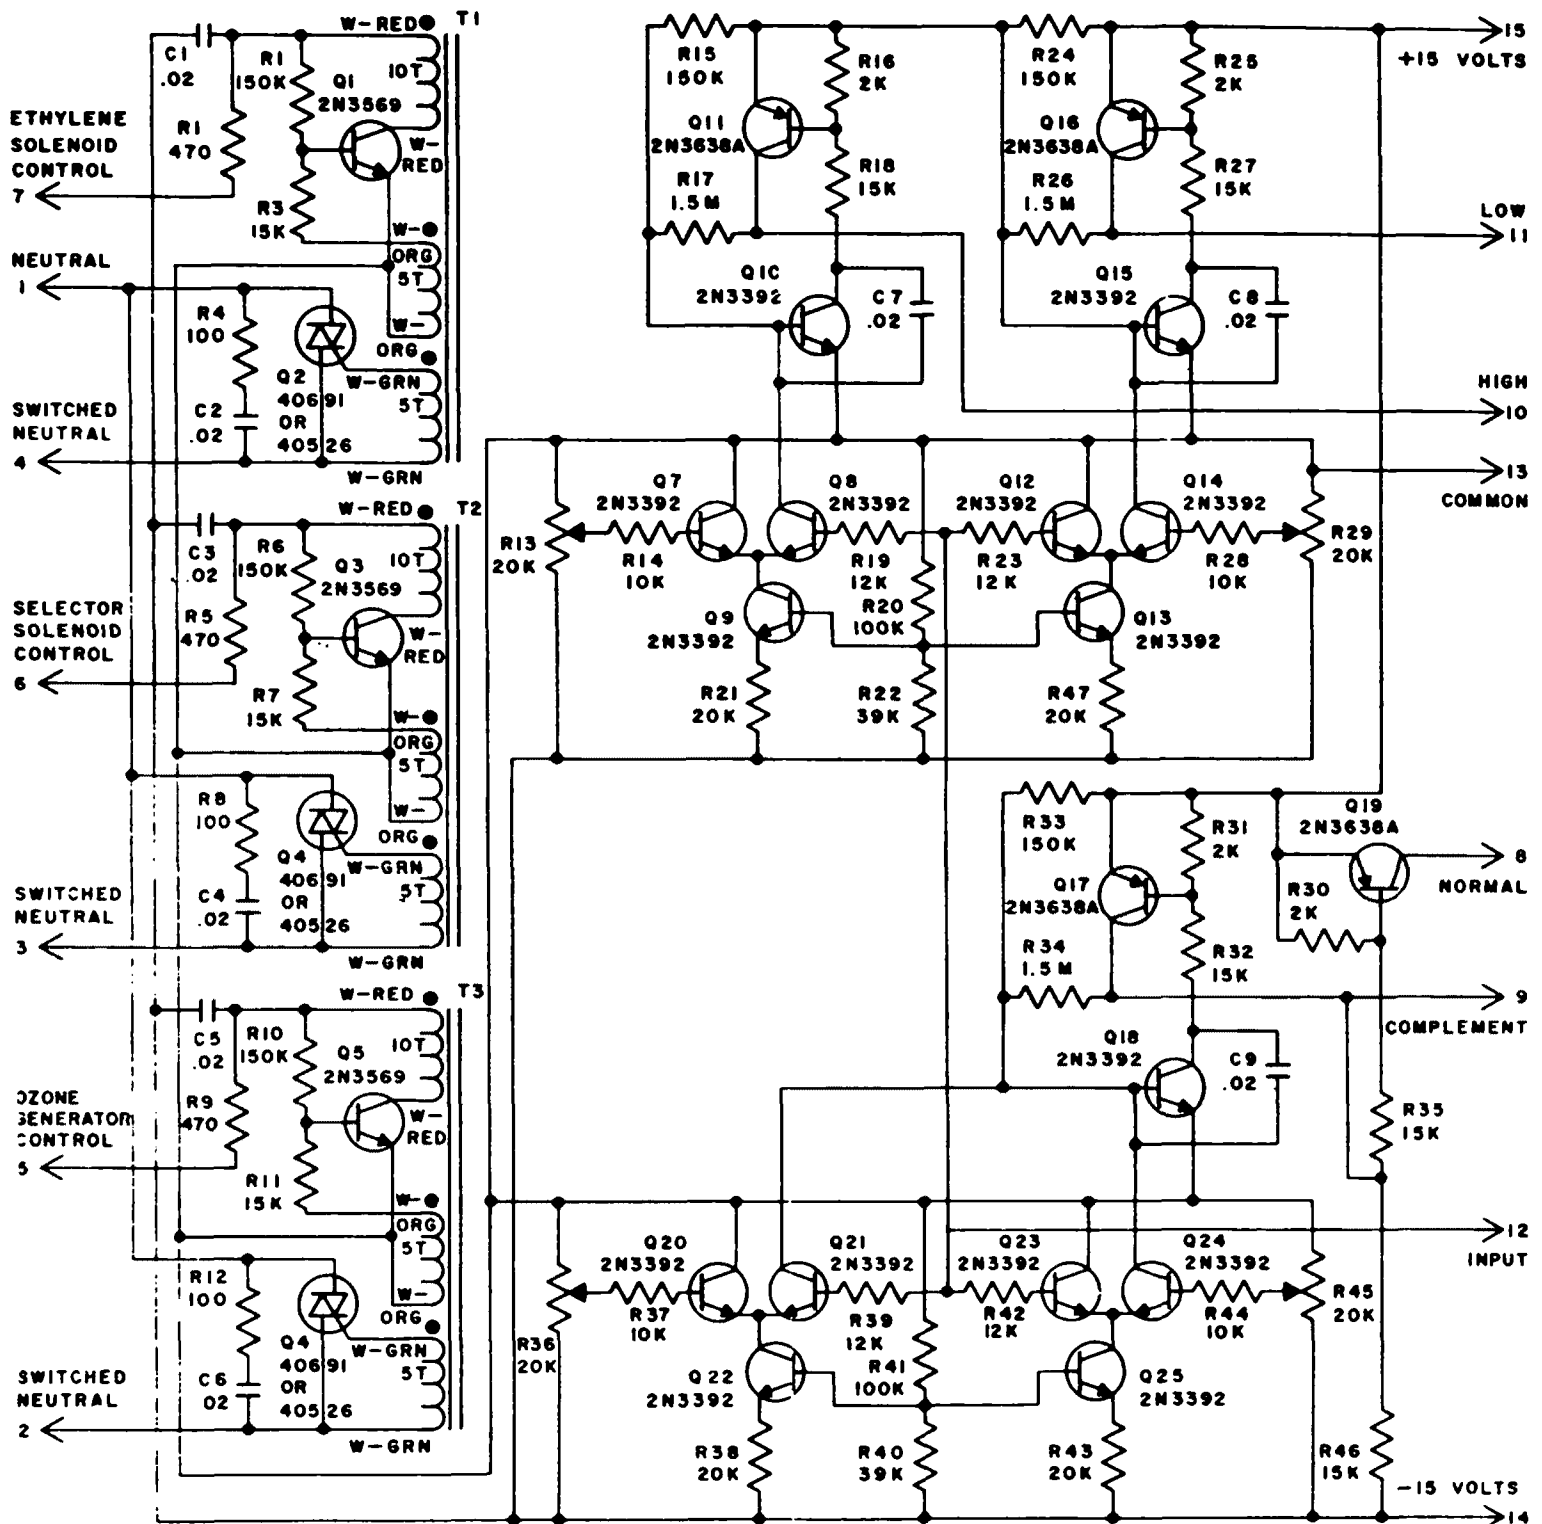 W-RED
T1
C1
.02
R1
150K
Q1
2N3569
10T
ETHYLENE
SOLENOID
CONTROL
7
R1
470
W-
RED
R3
15K
W-
ORG
5T
NEUTRAL
1
R4
100
W-
ORG
Q2
40691
OR
40526
W-GRN
5T
SWITCHED
NEUTRAL
4
C2
.02
W-GRN
W-RED
T2
C3
.02
R6
150K
Q3
2N3569
10T
SELECTOR
SOLENOID
CONTROL
6
R5
470
W-
RED
R7
15K
W-
ORG
5T
R8
100
W-
ORG
Q4
40691
OR
40526
W-GRN
5T
SWITCHED
NEUTRAL
3
C4
.02
W-GRN
W-RED
T3
C5
.02
R10
150K
Q5
2N3569
10T
OZONE
GENERATOR
CONTROL
5
R9
470
W-
RED
R11
15K
W-
ORG
5T
R12
100
W-
ORG
Q4
40691
OR
40526
W-GRN
5T
SWITCHED
NEUTRAL
2
C6
02
W-GRN
R15
150K
R16
2K
R24
150K
R25
2K
15
+15 VOLTS
Q11
2N3638A
Q16
2N3638A
R17
1.5M
R18
15K
R26
1.5M
R27
15K
LOW
11
Q10
2N3392
C7
.02
Q15
2N3392
C8
.02
HIGH
10
13
COMMON
Q7
2N3392
Q8
2N3392
Q12
2N3392
Q14
2N3392
R13
20K
R14
10K
R19
12K
R23
12K
R28
10K
R29
20K
Q9
2N3392
R20
100K
Q13
2N3392
R21
20K
R22
39K
R47
20K
R33
150K
R31
2K
Q19
2N3638A
8
NORMAL
Q17
2N3638A
R30
2K
R34
1.5M
R32
15K
9
COMPLEMENT
Q18
2N3392
C9
.02
R35
15K
12
INPUT
Q20
2N3392
Q21
2N3392
Q23
2N3392
Q24
2N3392
R36
20K
R37
10K
R39
12K
R42
12K
R44
10K
R45
20K
Q22
2N3392
R41
100K
Q25
2N3392
R38
20K
R40
39K
R43
20K
R46
15K
-15 VOLTS
14